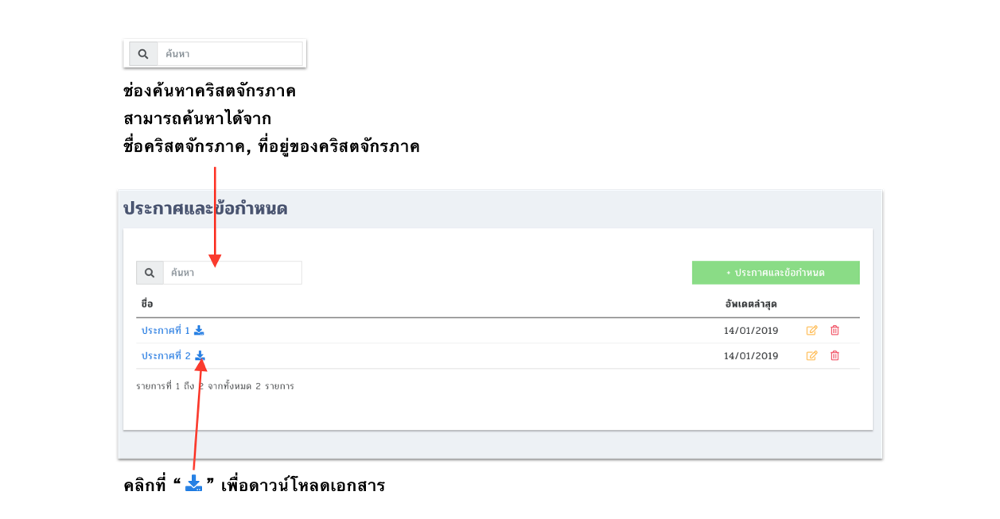 ค้นหา
ช่องค้นหาคริสตจักรภาค
สามารถค้นหาได้จาก
ชื่อคริสตจักรภาค, ที่อยู่ของคริสตจักรภาค
ประกาศและข้อกำหนด
ค้นหา + ประกาศและข้อกำหนด
ชื่อ อัพเดตล่าสุด
ประกาศที่ 1 14/01/2019
ประกาศที่ 2 14/01/2019
รายการที่ 1 ถึง 2 จากทั้งหมด 2 รายการ
คลิกที่ “ ” เพื่อดาวน์โหลดเอกสาร